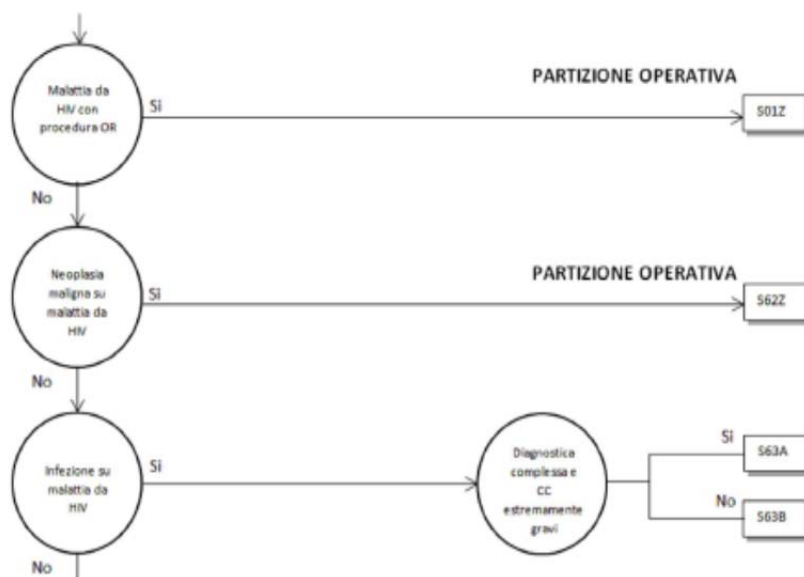 PARTIZIONE OPERATIVA
Malattia da
HIV con
procedura OR
Si
S01Z
No
PARTIZIONE OPERATIVA
Neoplasia
maligna su
malattia da
HIV
Si
S62Z
No
Infezione su
malattia da
HIV
Si
Diagnostica
complessa e
CC
estremamente
gravi
Si
S63A
No
S63B
No